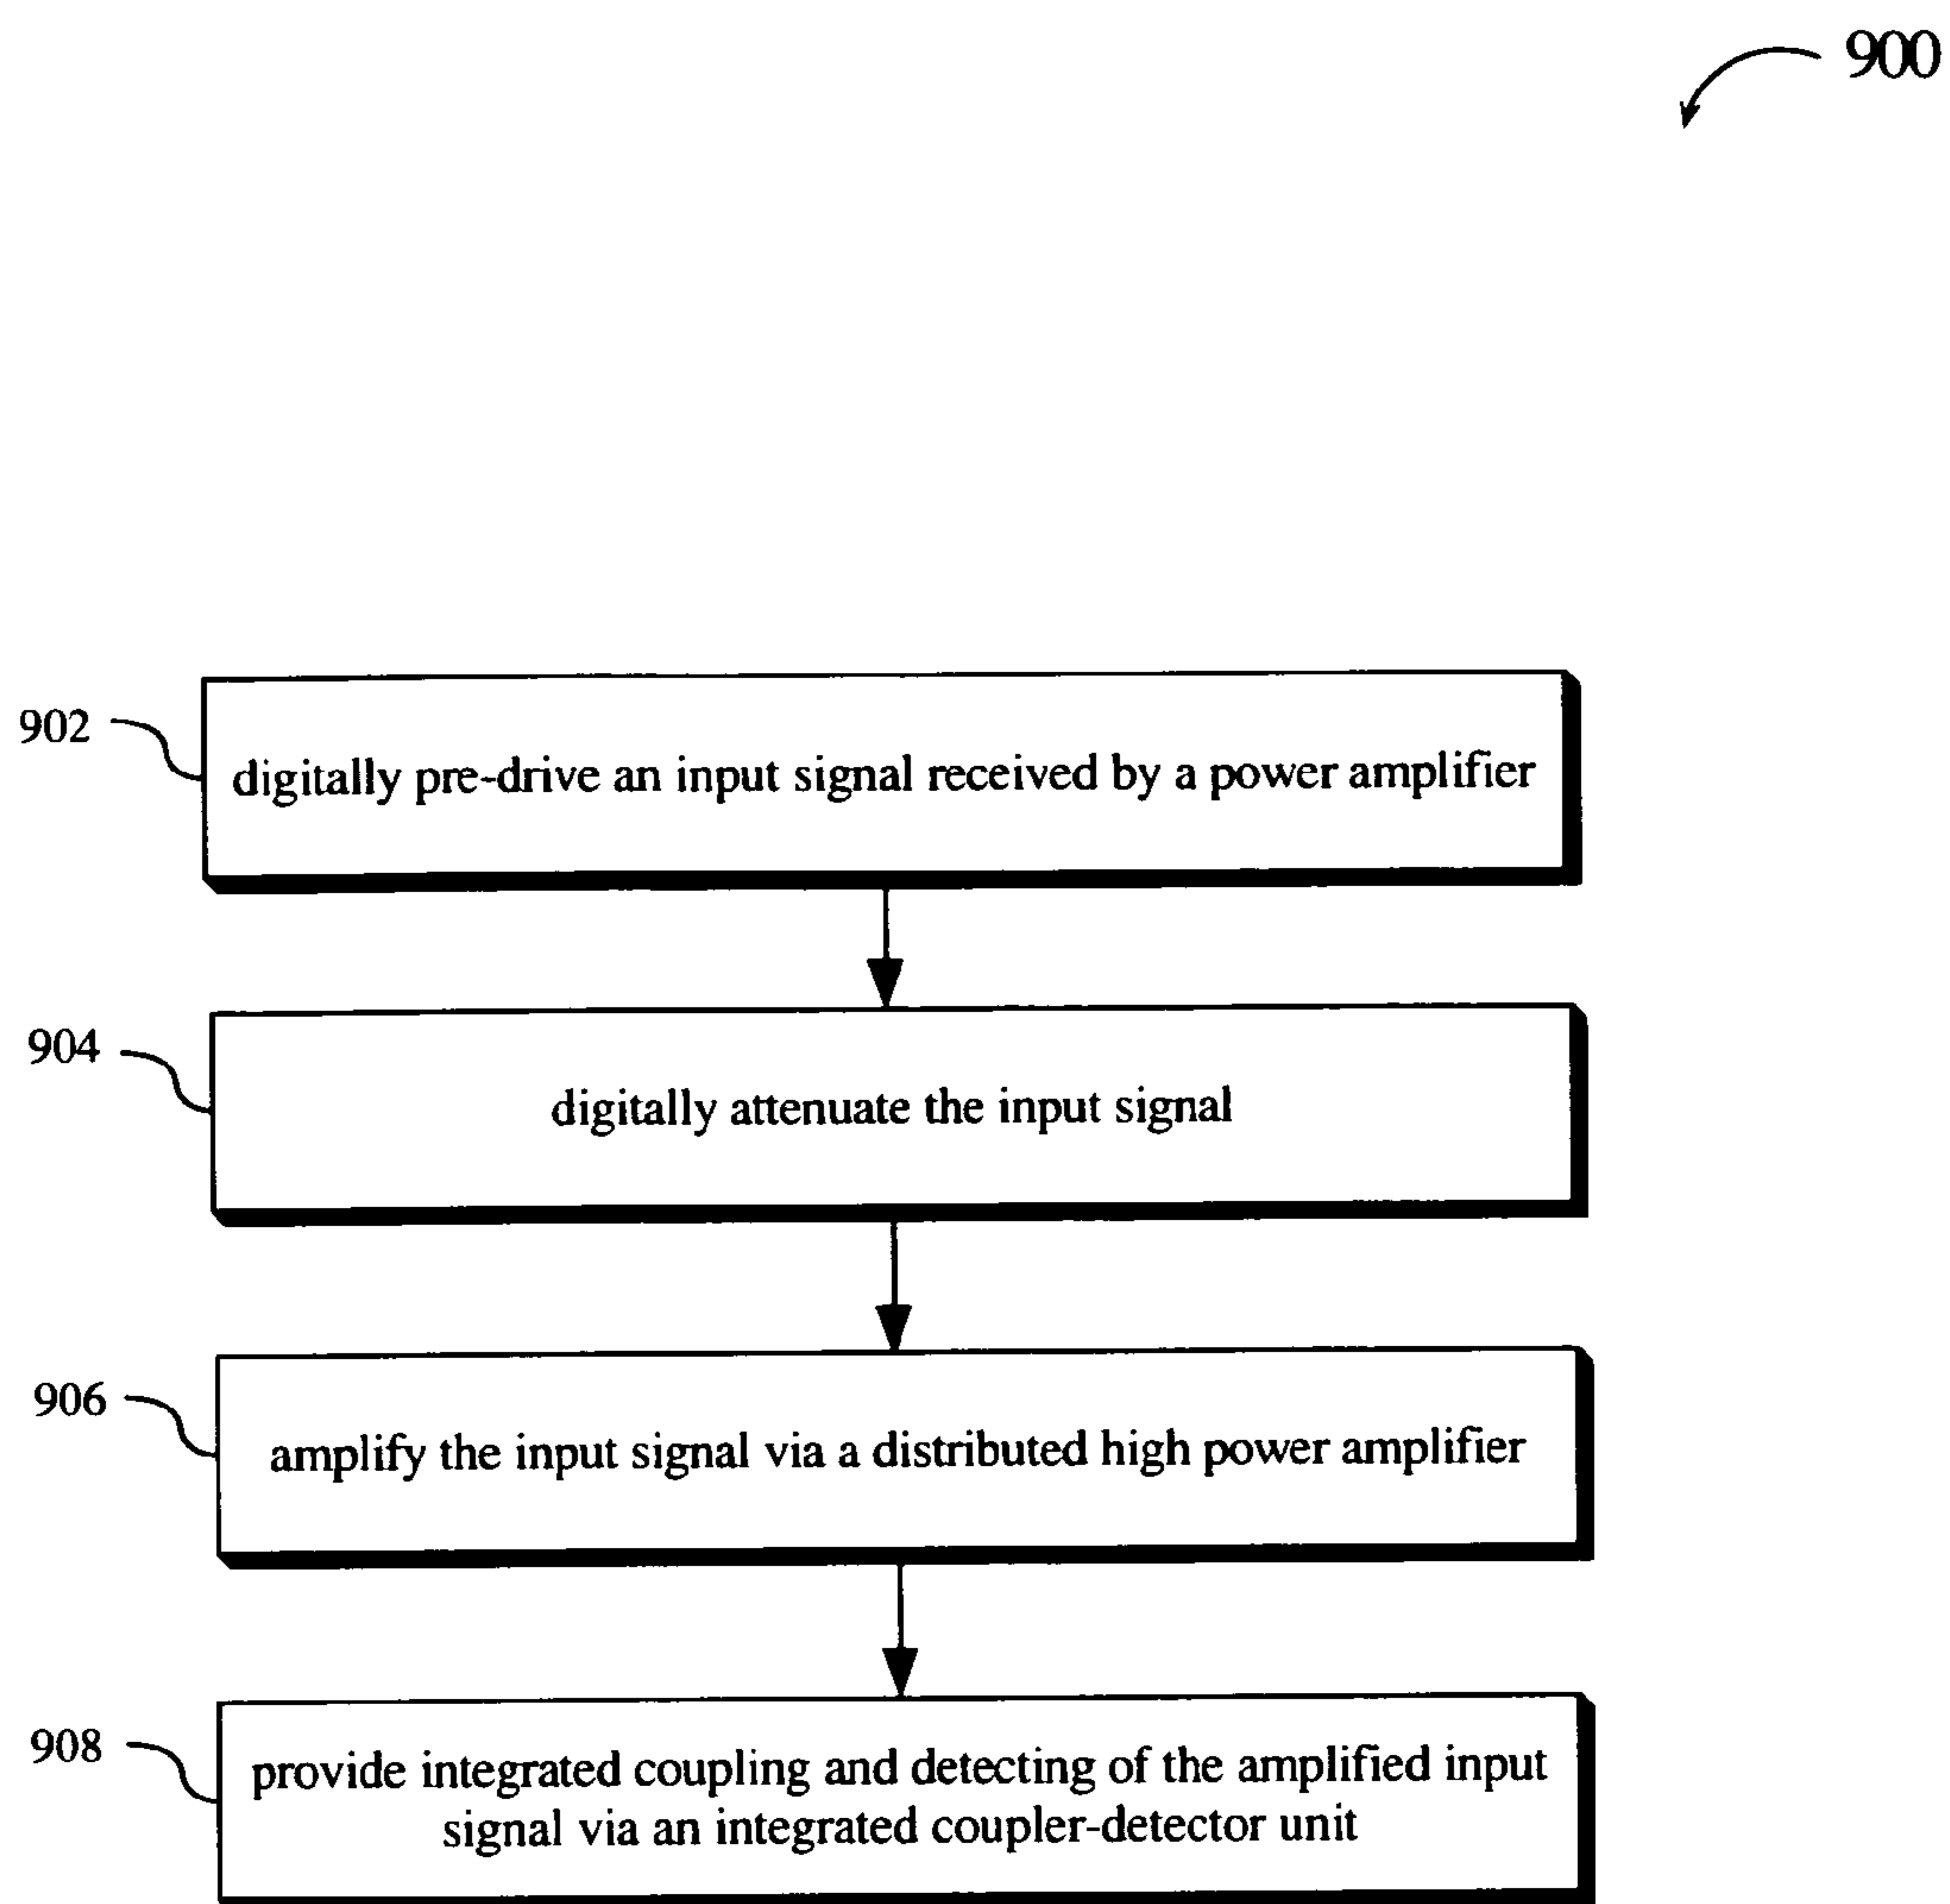 900
902
digitally pre-drive an input signal received by a power amplifier
904
digitally attenuate the input signal
906
amplify the input signal via a distributed high power amplifier
908
provide integrated coupling and detecting of the amplified input
signal via an integrated coupler-detector unit